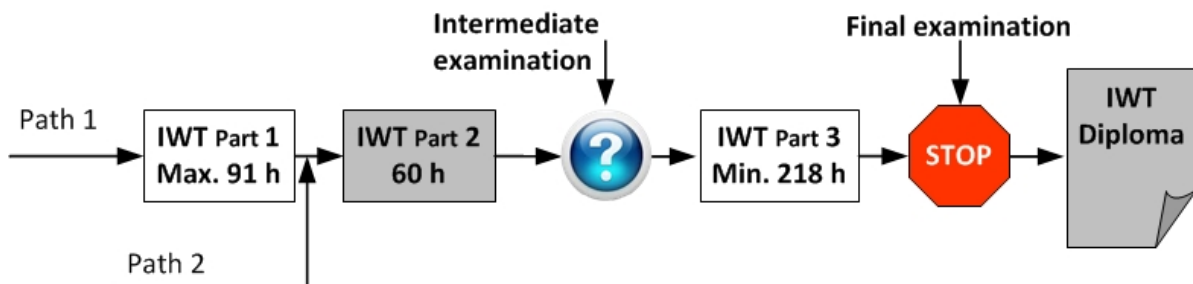 Intermediate
examination
Final examination
Path 1
IWT Part 1
Max. 91 h
IWT Part 2
60 h
?
IWT Part 3
Min. 218 h
STOP
IWT
Diploma
Path 2